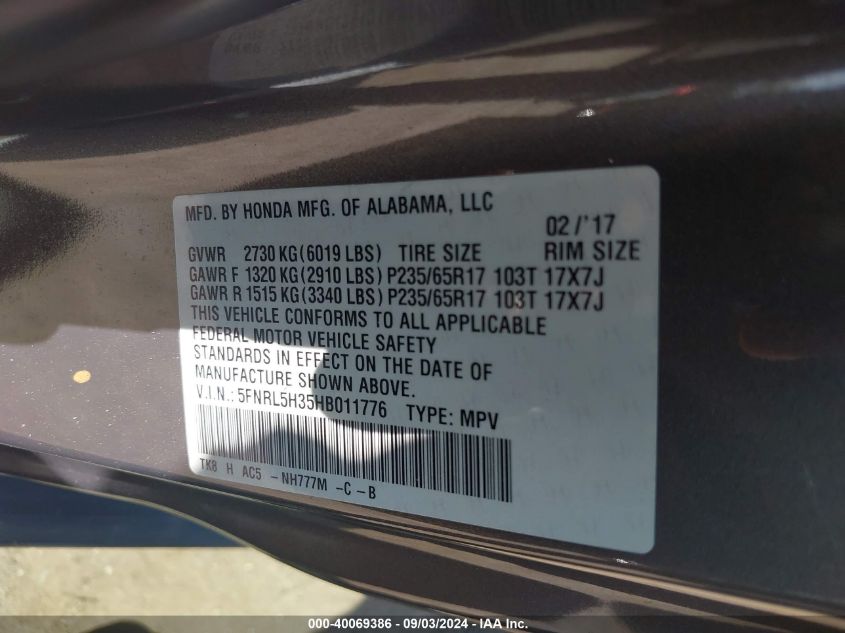 MFD. BY HONDA MFG. OF ALABAMA, LLC
02/'17
GVWR 2730 KG(6019 LBS) TIRE SIZE RIM SIZE
GAWR F 1320 KG(2910 LBS) P235/65R17 103T 17X7J
GAWR R 1515 KG(3340 LBS) P235/65R17 103T 17X7J
THIS VEHICLE CONFORMS TO ALL APPLICABLE
FEDERAL MOTOR VEHICLE SAFETY
STANDARDS IN EFFECT ON THE DATE OF
MANUFACTURE SHOWN ABOVE.
V.I.N.: 5FNRL5H35HB011776 TYPE: MPV
TK8 H AC5 -NH777M -C-B
000-40069386 - 09/03/2024 - IAA, Inc.